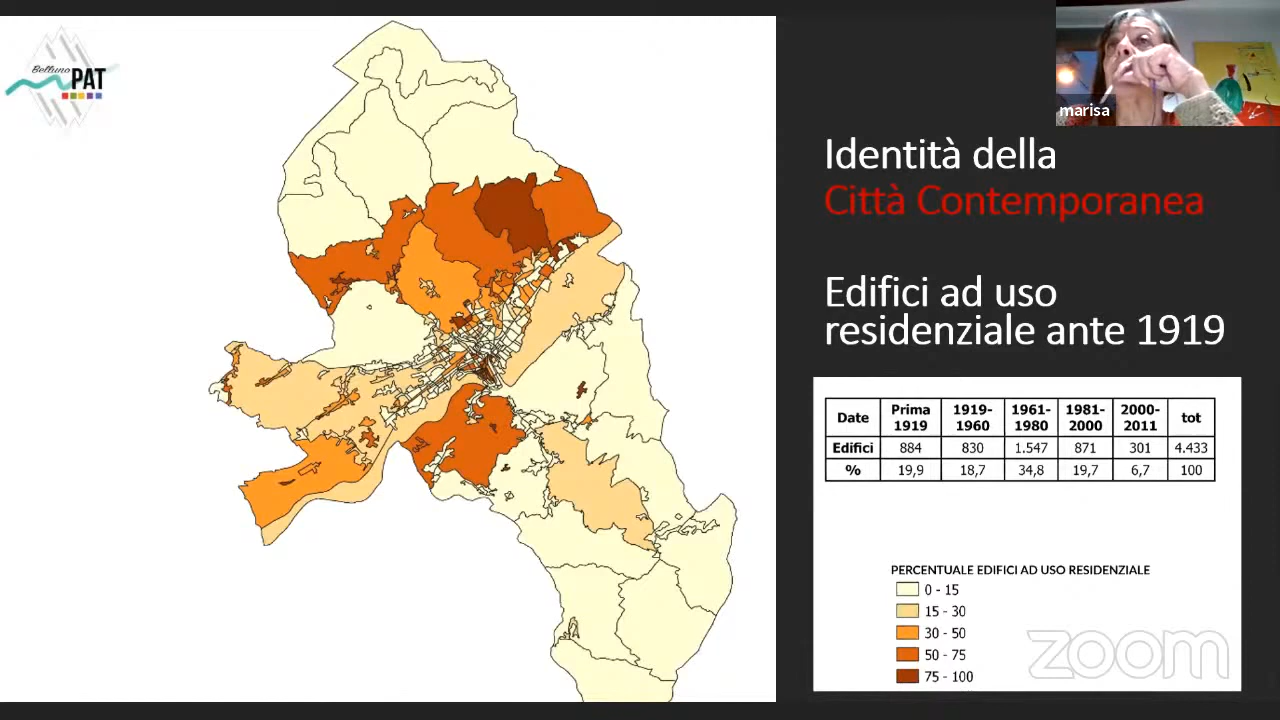 Belluno
PAT
marisa
Identità della
Città Contemporanea
Edifici ad uso
residenziale ante 1919
Date Prima 1919 1919-1960 1961-1980 1981-2000 2000-2011 tot
Edifici 884 830 1.547 871 301 4.433
% 19,9 18,7 34,8 19,7 6,7 100
PERCENTUALE EDIFICI AD USO RESIDENZIALE
0 - 15
15 - 30
30 - 50
50 - 75
75 - 100
zoom